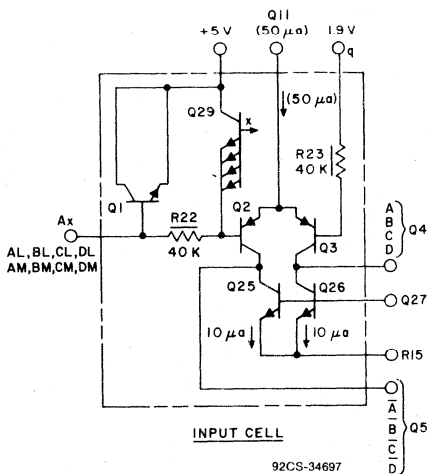 Q11
+5 V (50 μa) 1.9 V
q
Q29
x
(50 μa)
R23
40 K
Ax
Q1
R22
40 K
Q2
Q3
A
B
C
D
Q4
AL, BL, CL, DL
AM, BM, CM, DM
Q25
Q26
Q27
10 μa
10 μa
R15
A̅
B̅
C̅
D̅
Q5
INPUT CELL
92CS-34697